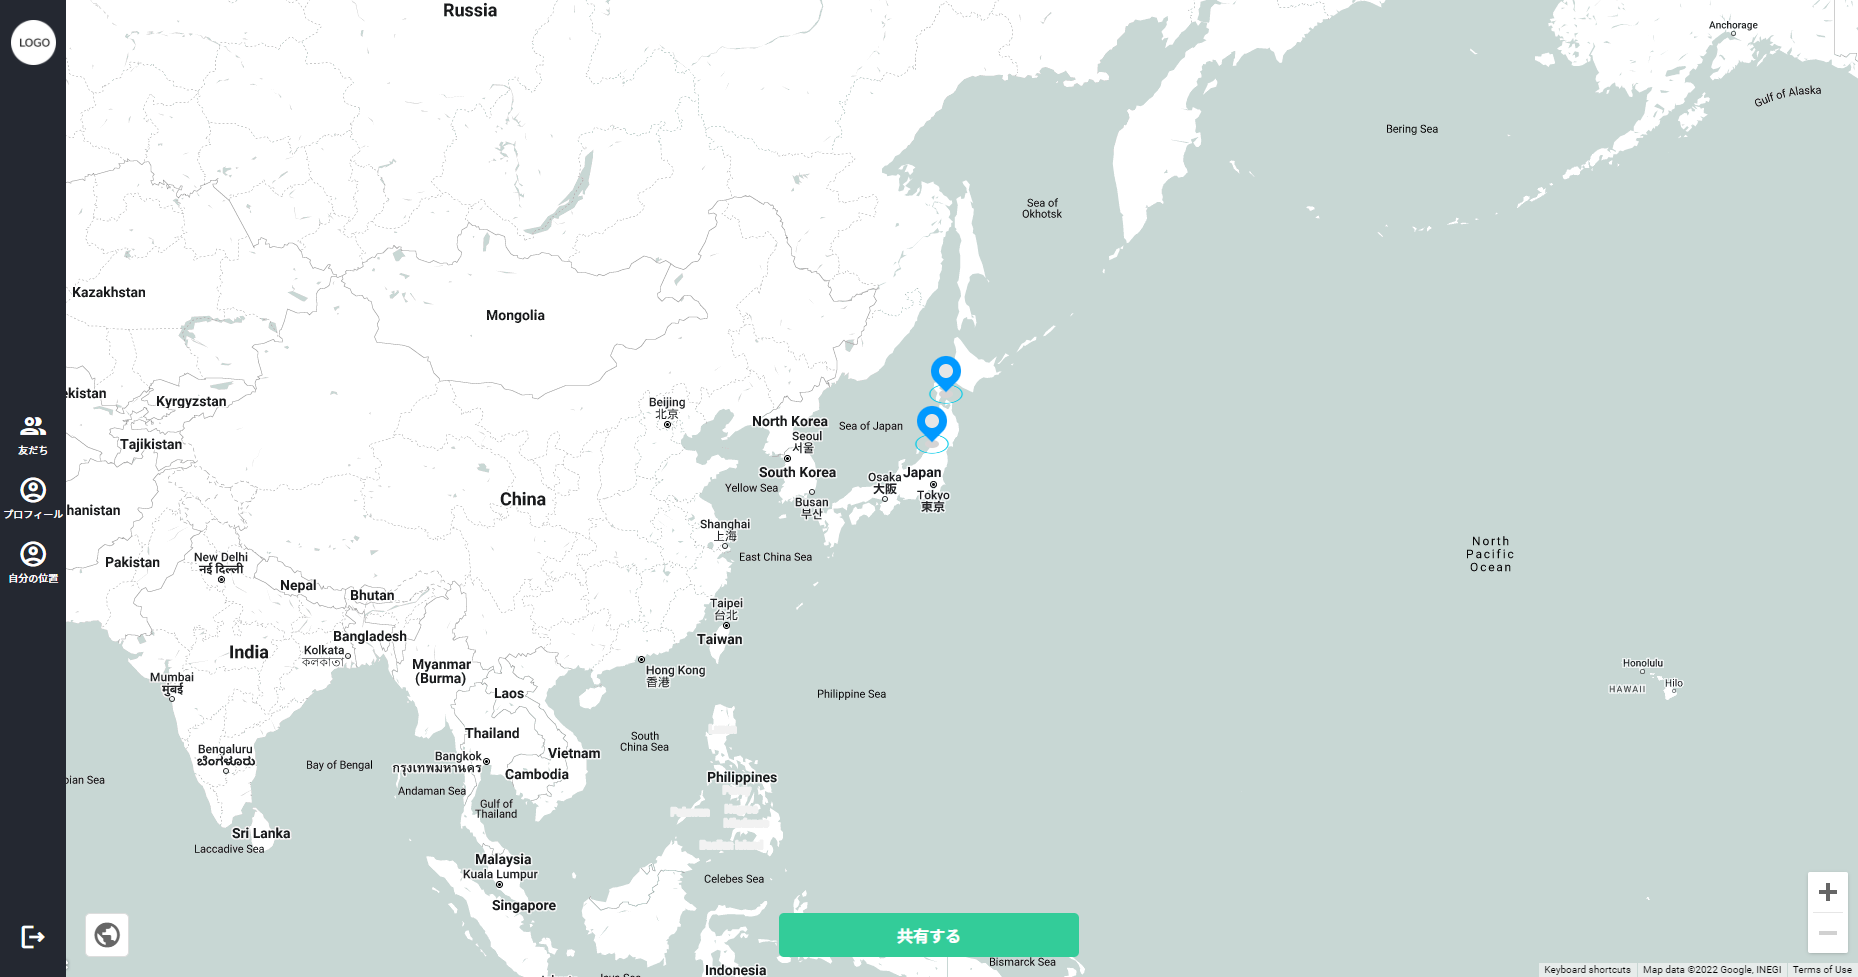 LOGO
友だち
プロフィール
自分の位置
Russia
Anchorage
Gulf of Alaska
Bering Sea
Sea of
Okhotsk
Kazakhstan
Mongolia
ekistan
Kyrgyzstan
Beijing
北京
North Korea
Seoul
서울
Sea of Japan
Tajikistan
South Korea
Japan
Osaka
大阪
Yellow Sea
Busan
부산
Tokyo
東京
China
hanistan
Shanghai
上海
East China Sea
North
Pacific
Ocean
Pakistan
New Delhi
नई दिल्ली
Nepal
Bhutan
Taipei
台北
Taiwan
Bangladesh
India
Kolkata
কলকাতা
Myanmar
(Burma)
Hong Kong
香港
Honolulu
HAWAII
Hilo
Mumbai
मुंबई
Laos
Philippine Sea
Thailand
South
China Sea
Vietnam
Bengaluru
ಬೆಂಗಳೂರು
Bangkok
กรุงเทพมหานคร
Bay of Bengal
Cambodia
Philippines
bian Sea
Andaman Sea
Gulf of
Thailand
Sri Lanka
Laccadive Sea
Malaysia
Kuala Lumpur
Celebes Sea
Singapore
共有する
Bismarck Sea
Indonesia
Java Sea
Keyboard shortcuts
Map data ©2022 Google, INEGI
Terms of Use